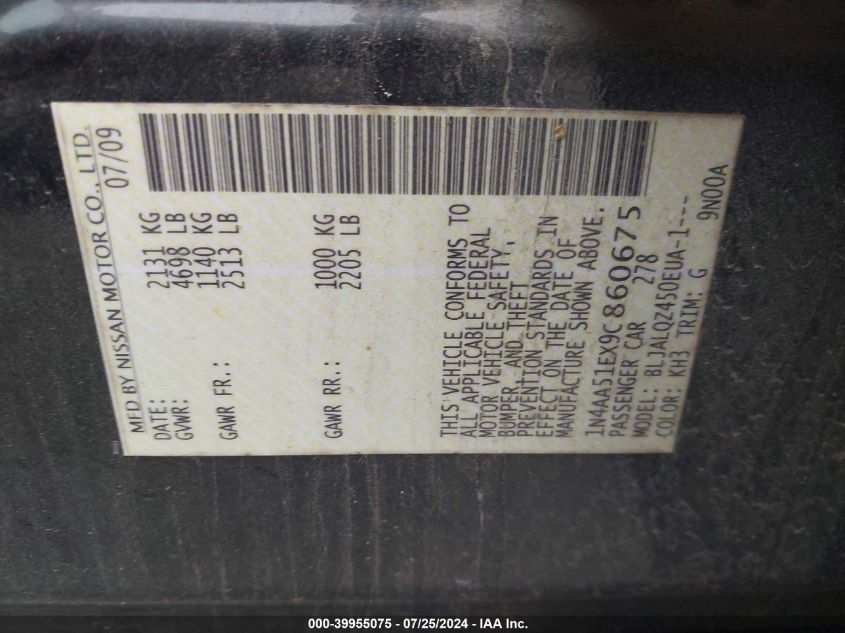 MFD BY NISSAN MOTOR CO., LTD.
DATE: 07/09
GVWR: 2131 KG
4698 LB
GAWR FR.: 1140 KG
2513 LB
GAWR RR.: 1000 KG
2205 LB
THIS VEHICLE CONFORMS TO
ALL APPLICABLE FEDERAL
MOTOR VEHICLE SAFETY,
BUMPER, AND THEFT
PREVENTION STANDARDS IN
EFFECT ON THE DATE OF
MANUFACTURE SHOWN ABOVE.
1N4AA51EX9C860675
PASSENGER CAR 278
MODEL: BLJALQZ450EUA-1---
COLOR: KH3 TRIM: G 9N00A
000-39955075 - 07/25/2024 - IAA Inc.